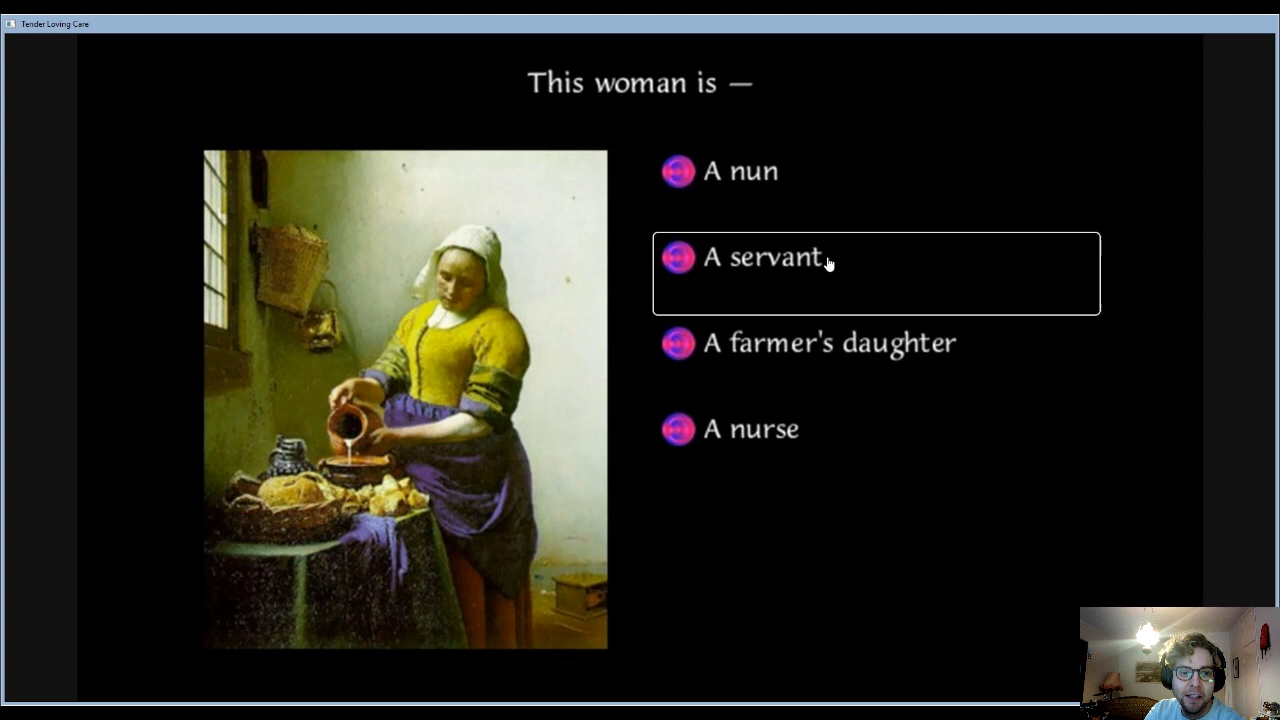 Tender Loving Care
This woman is —
A nun
A servant
A farmer's daughter
A nurse